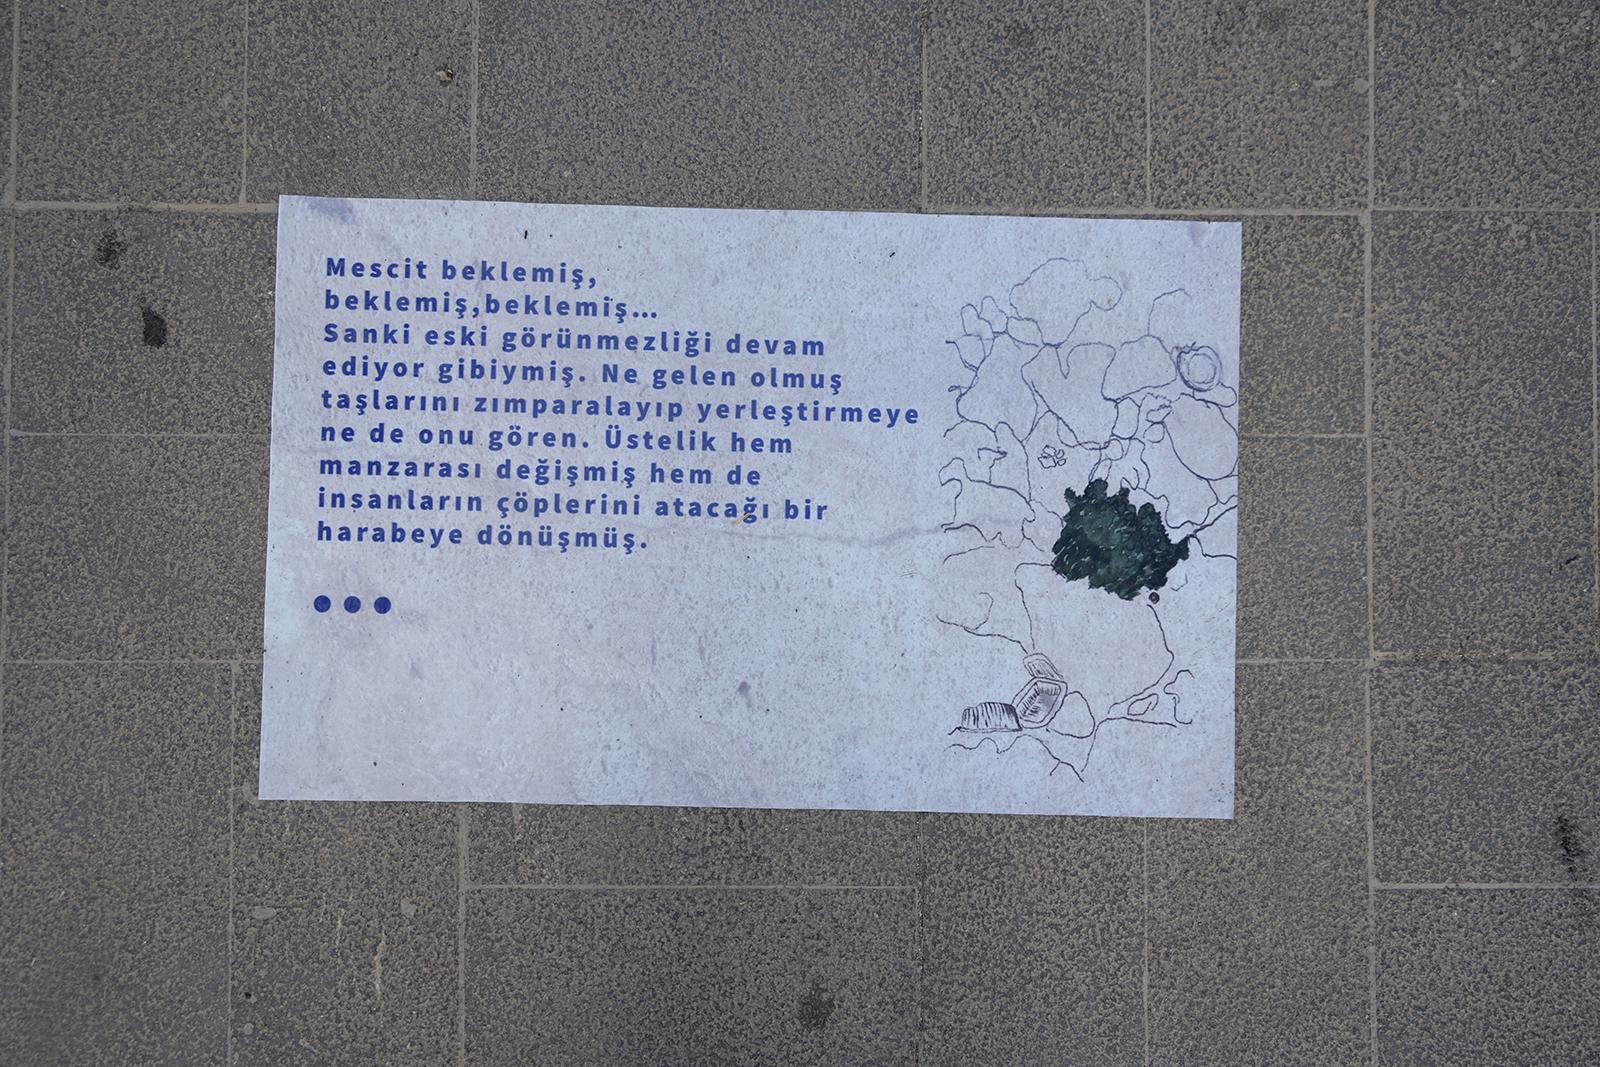 Mescit beklemiş,
beklemiş,beklemiş...
Sanki eski görünmezliği devam
ediyor gibiymiş. Ne gelen olmuş
taşlarını zımparalayıp yerleştirmeye
ne de onu gören. Üstelik hem
manzarası değişmiş hem de
insanların çöplerini atacağı bir
harabeye dönüşmüş.
●●●